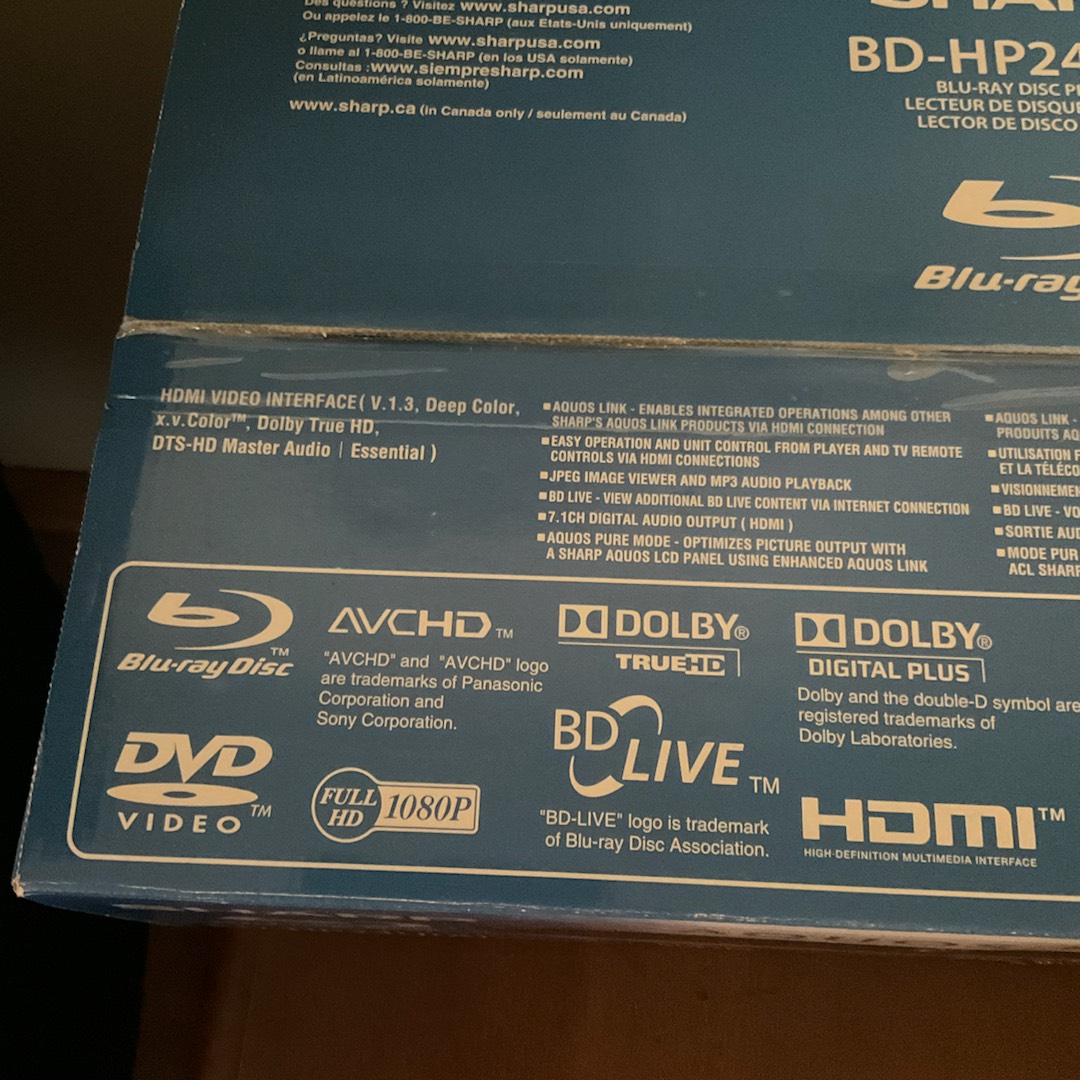 Des questions ? Visitez www.sharpusa.com
Ou appelez le 1-800-BE-SHARP (aux Etats-Unis uniquement)
¿Preguntas? Visite www.sharpusa.com
o llame al 1-800-BE-SHARP (en los USA solamente)
Consultas :www.siempresharp.com
(en Latinoamérica solamente)
www.sharp.ca (in Canada only / seulement au Canada)
BD-HP24
BLU-RAY DISC
LECTEUR DE DISQUE
LECTOR DE DISCO
Blu-ray
HDMI VIDEO INTERFACE( V.1.3, Deep Color,
x.v.Color™, Dolby True HD,
DTS-HD Master Audio | Essential )
■AQUOS LINK - ENABLES INTEGRATED OPERATIONS AMONG OTHER
SHARP'S AQUOS LINK PRODUCTS VIA HDMI CONNECTION
■EASY OPERATION AND UNIT CONTROL FROM PLAYER AND TV REMOTE
CONTROLS VIA HDMI CONNECTIONS
■JPEG IMAGE VIEWER AND MP3 AUDIO PLAYBACK
■BD LIVE - VIEW ADDITIONAL BD LIVE CONTENT VIA INTERNET CONNECTION
■7.1CH DIGITAL AUDIO OUTPUT ( HDMI )
■AQUOS PURE MODE - OPTIMIZES PICTURE OUTPUT WITH
A SHARP AQUOS LCD PANEL USING ENHANCED AQUOS LINK
■AQUOS LINK -
PRODUITS
■UTILISATION
ET LA
■
■BD LIVE -
■SORTIE
■MODE PUR
ACL SHARP
Blu-ray Disc™
AVCHD™
"AVCHD" and "AVCHD" logo
are trademarks of Panasonic
Corporation and
Sony Corporation.
DOLBY®
TRUEHD
DOLBY®
DIGITAL PLUS
Dolby and the double-D symbol are
registered trademarks of
Dolby Laboratories.
DVD
VIDEO™
FULL HD 1080P
BD LIVE™
"BD-LIVE" logo is trademark
of Blu-ray Disc Association.
HDMI™
HIGH-DEFINITION MULTIMEDIA INTERFACE